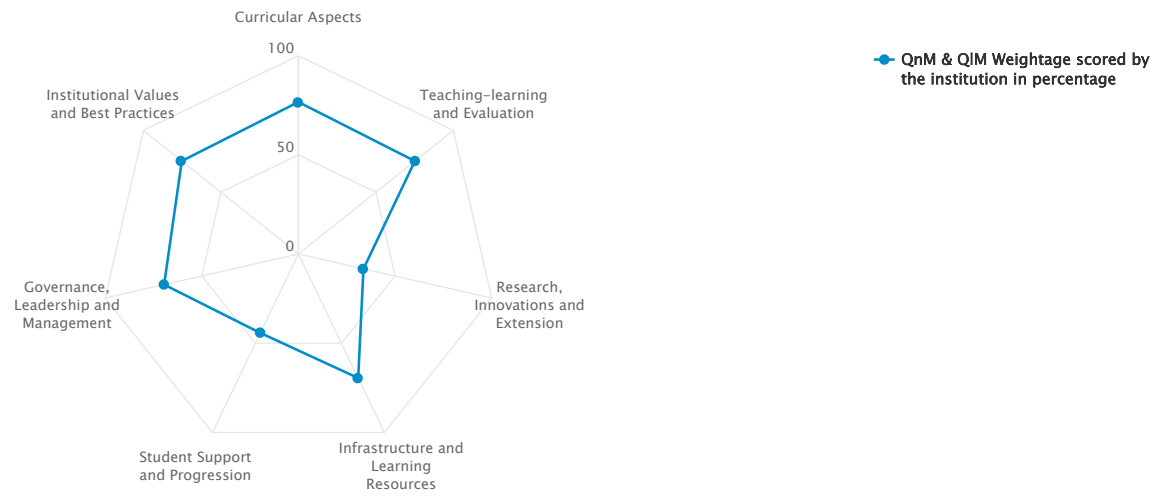 Curricular Aspects
100
QnM & QlM Weightage scored by
the institution in percentage
Institutional Values
and Best Practices
Teaching-learning
and Evaluation
50
0
Governance,
Leadership and
Management
Research,
Innovations and
Extension
Student Support
and Progression
Infrastructure and
Learning
Resources